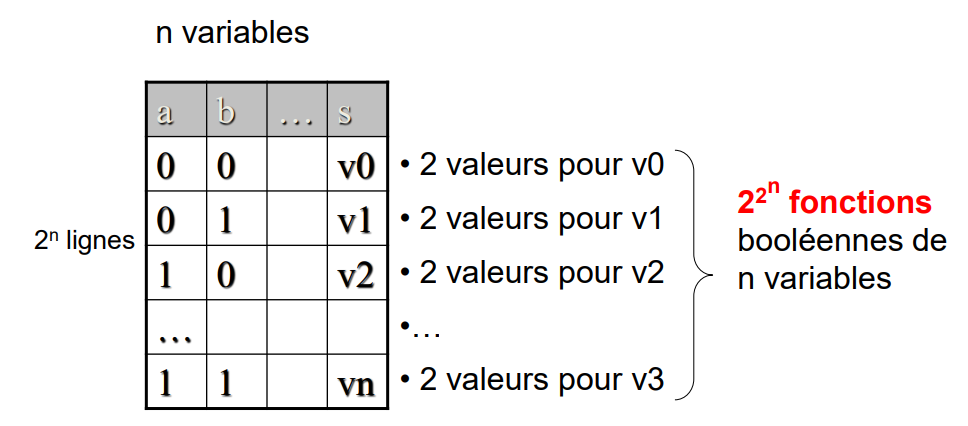 n variables
a b … s
0 0 v0 • 2 valeurs pour v0
0 1 v1 • 2 valeurs pour v1
2ⁿ lignes
1 0 v2 • 2 valeurs pour v2
… •…
1 1 vn • 2 valeurs pour v3
2^2^n fonctions
booléennes de
n variables